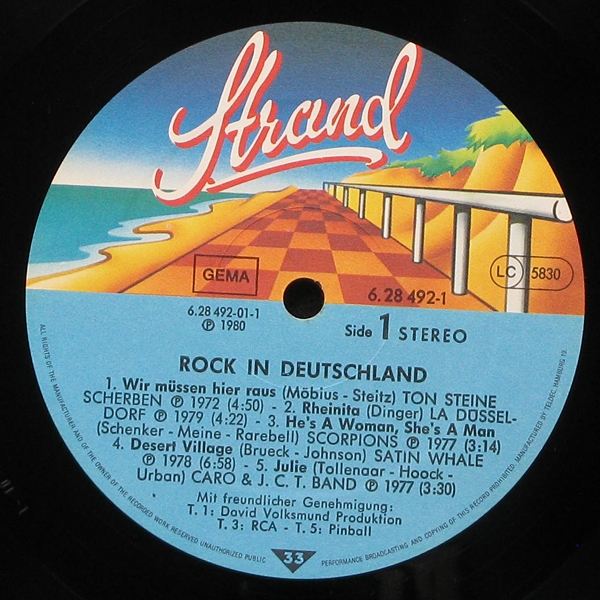 Strand
GEMA
LC 5830
6.28 492-1
6.28 492-01-1
℗ 1980
Side 1 STEREO
ROCK IN DEUTSCHLAND
1. Wir müssen hier raus (Möbius - Steitz) TON STEINE
SCHERBEN ℗ 1972 (4:50) - 2. Rheinita (Dinger) LA DÜSSEL-
DORF ℗ 1979 (4:22) - 3. He's A Woman, She's A Man
(Schenker - Meine - Rarebell) SCORPIONS ℗ 1977 (3:14)
4. Desert Village (Brueck - Johnson) SATIN WHALE
℗ 1978 (6:58) - 5. Julie (Tollenaar - Hoock -
Urban) CARO & J. C. T. BAND ℗ 1977 (3:30)
Mit freundlicher Genehmigung:
T. 1: David Volksmund Produktion
T. 3: RCA - T. 5: Pinball
33
ALL RIGHTS OF THE MANUFACTURER AND OF THE OWNER OF THE RECORDED WORK RESERVED UNAUTHORIZED PUBLIC PERFORMANCE BROADCASTING AND COPYING OF THIS RECORD PROHIBITED. MANUFACTURED BY TELDEC, HAMBURG 19